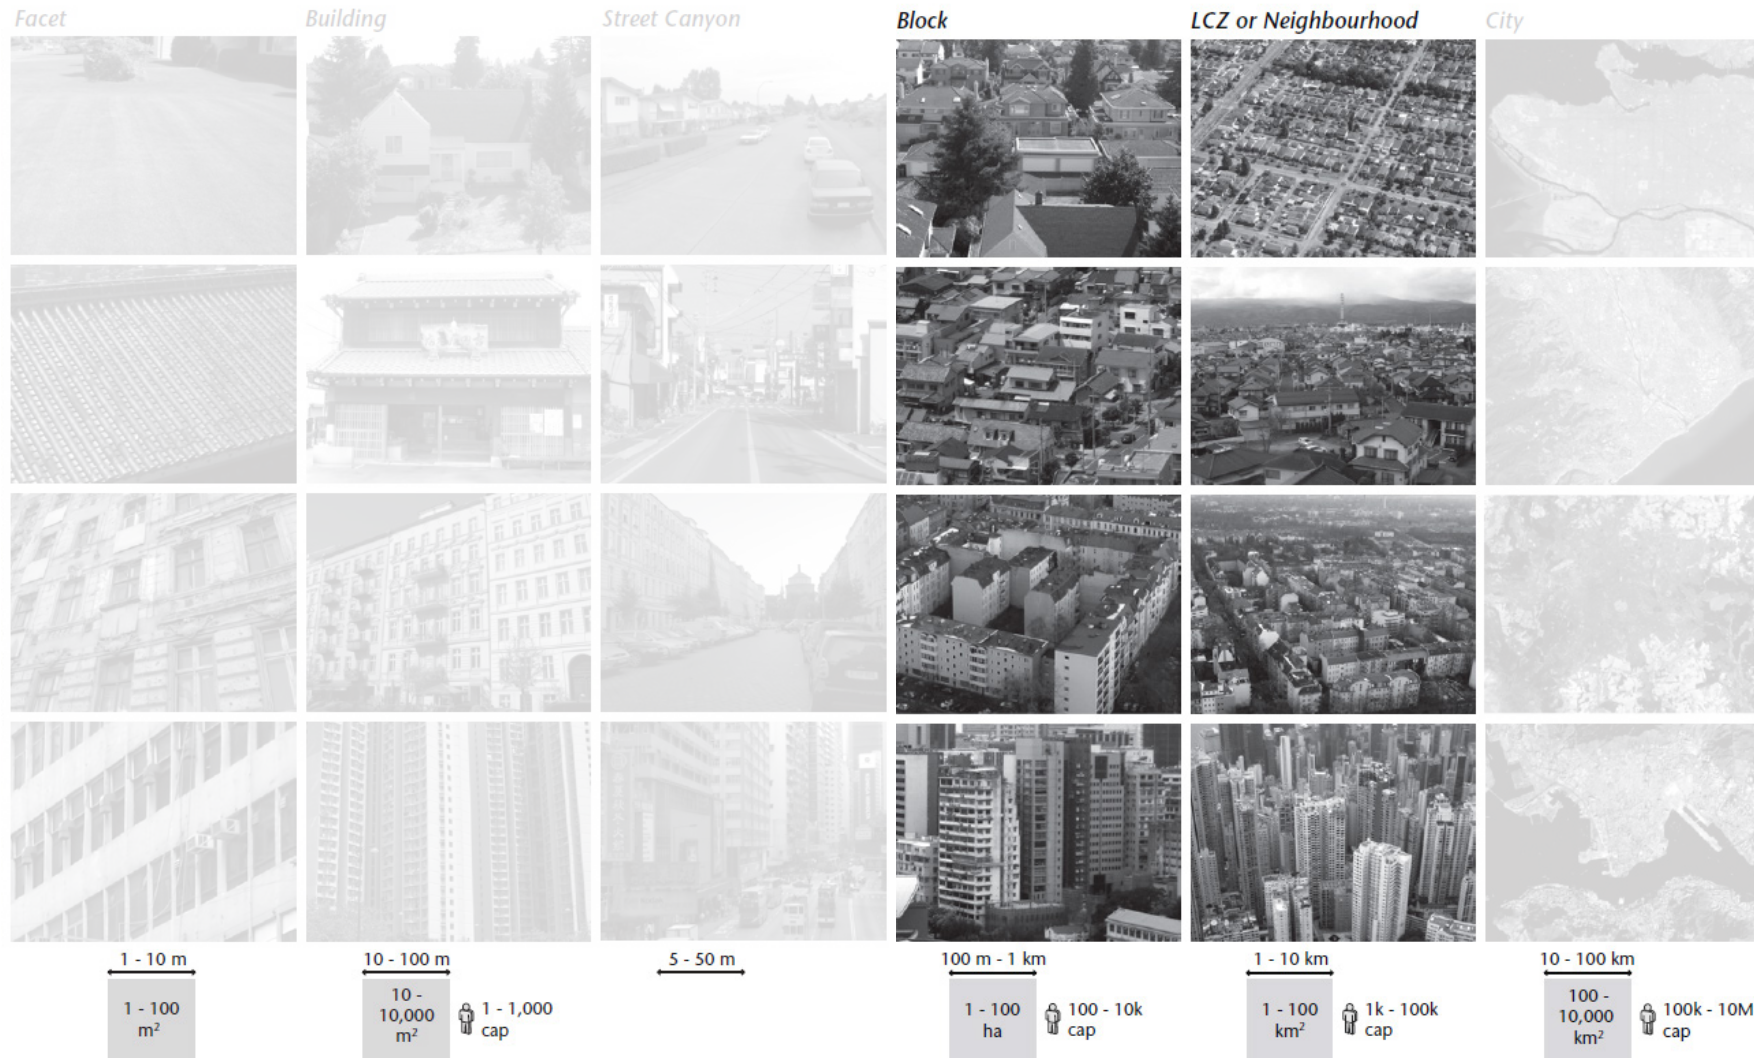 Facet
Building
Street Canyon
Block
LCZ or Neighbourhood
City
1 - 10 m
10 - 100 m
5 - 50 m
100 m - 1 km
1 - 10 km
10 - 100 km
1 - 100
m²
10 -
10,000
m²
1 - 1,000
cap
1 - 100
ha
100 - 10k
cap
1 - 100
km²
1k - 100k
cap
100 -
10,000
km²
100k - 10M
cap